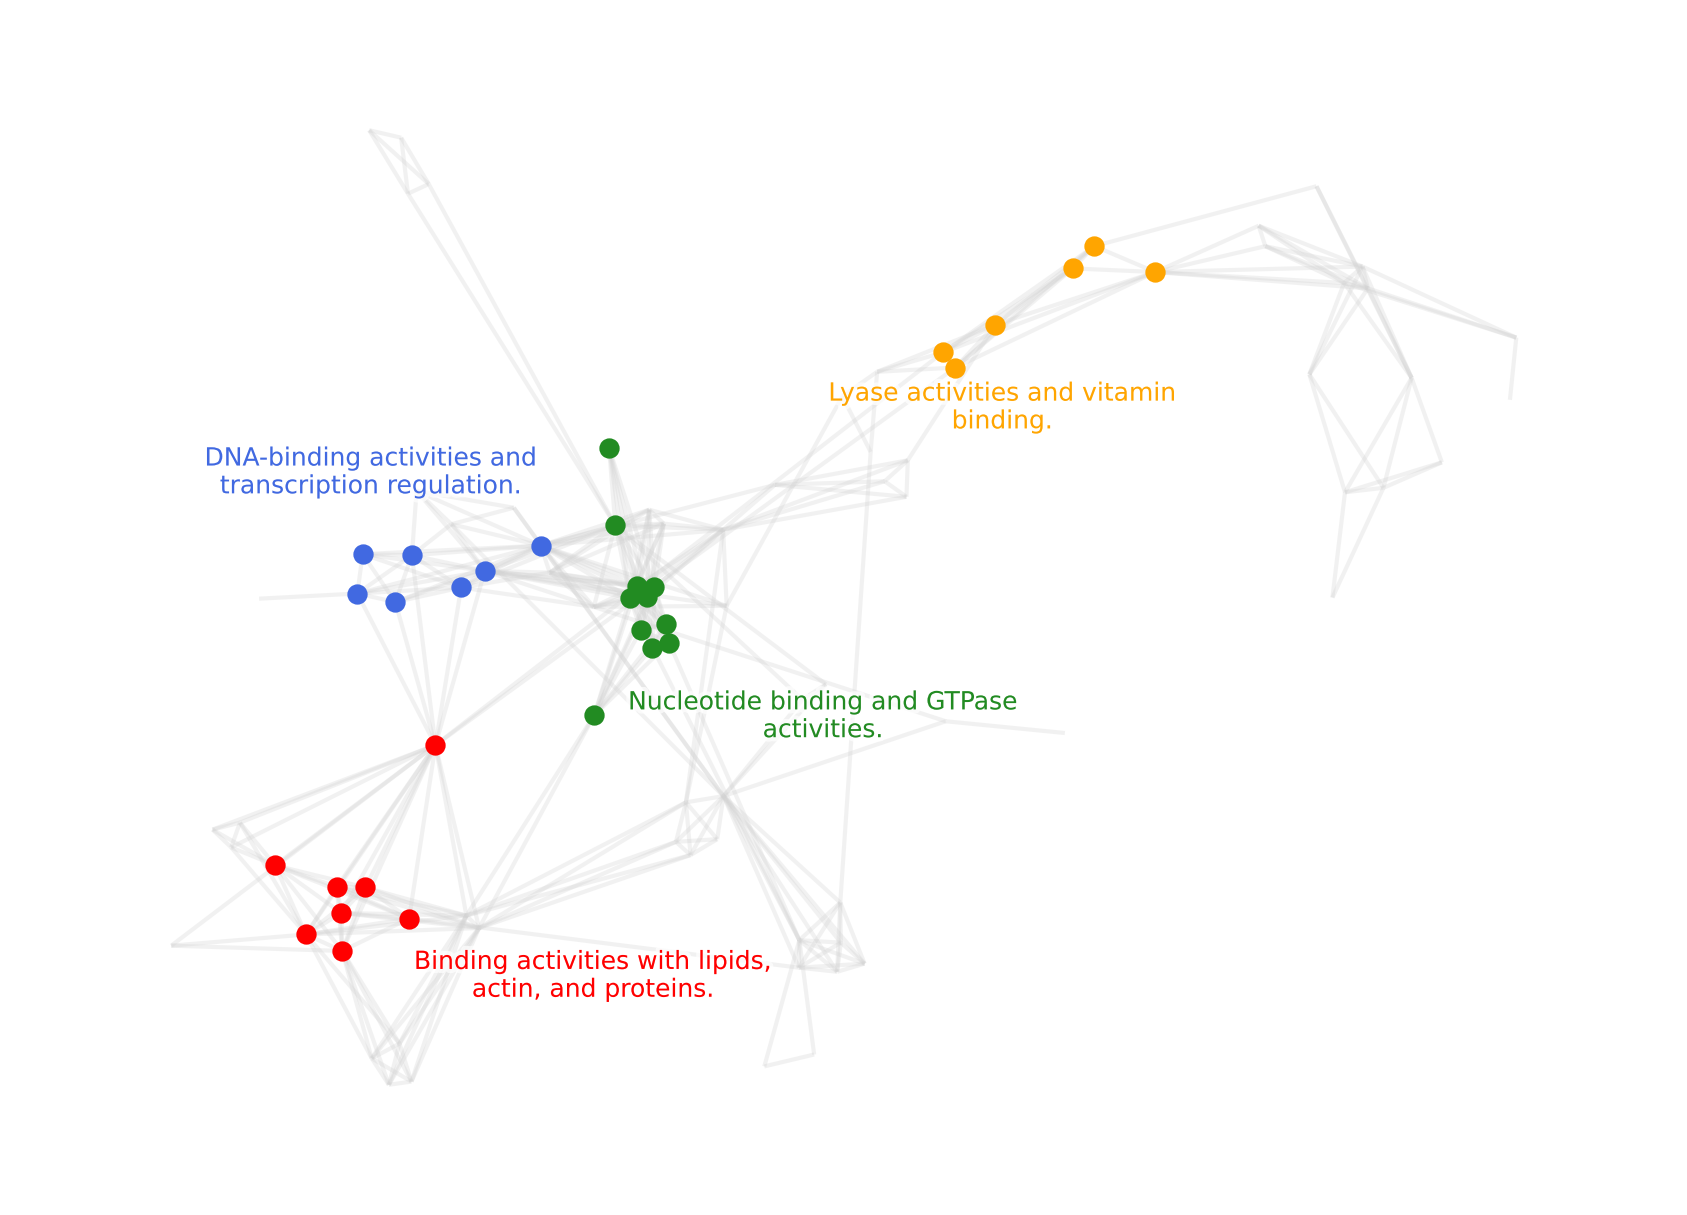 Lyase activities and vitamin
binding.
DNA-binding activities and
transcription regulation.
Nucleotide binding and GTPase
activities.
Binding activities with lipids,
actin, and proteins.